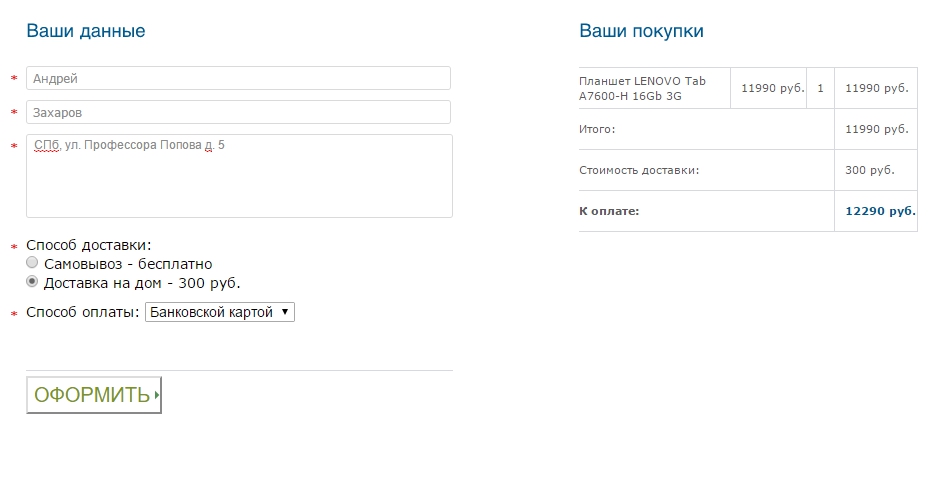 Ваши данные
* Андрей
* Захаров
* СПб, ул. Профессора Попова д. 5
* Способ доставки:
Самовывоз - бесплатно
Доставка на дом - 300 руб.
* Способ оплаты: Банковской картой
ОФОРМИТЬ
Ваши покупки
Планшет LENOVO Tab 11990 руб. 1 11990 руб.
A7600-H 16Gb 3G
Итого: 11990 руб.
Стоимость доставки: 300 руб.
К оплате: 12290 руб.